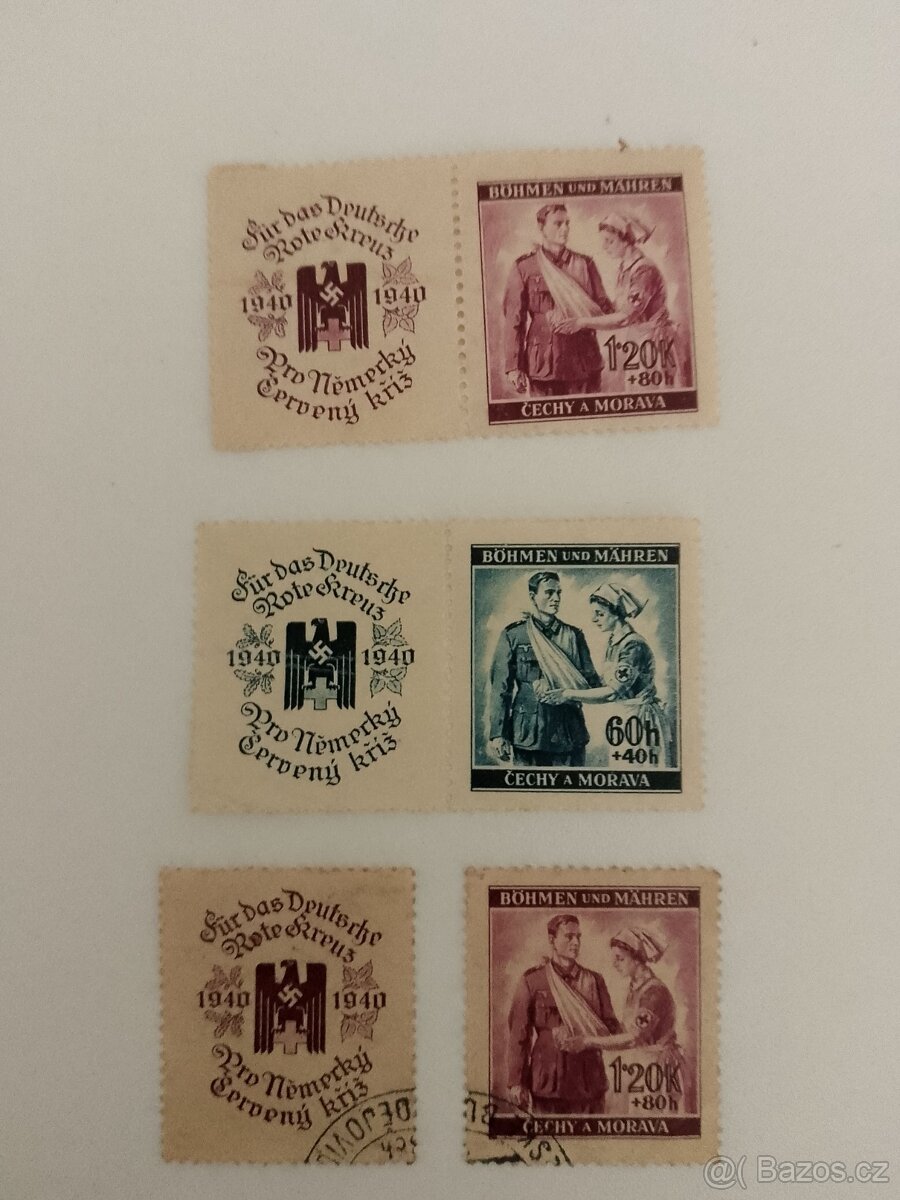 Für das Deutsche
Rote Kreuz
1940 1940
Pro Německý
Červený kříž
BÖHMEN UND MÄHREN
1·20K
+80h
ČECHY A MORAVA
Für das Deutsche
Rote Kreuz
1940 1940
Pro Německý
Červený kříž
BÖHMEN UND MÄHREN
60h
+40h
ČECHY A MORAVA
Für das Deutsche
Rote Kreuz
1940 1940
Pro Německý
Červený kříž
BÖHMEN UND MÄHREN
1·20K
+80h
ČECHY A MORAVA
@( Bazos.cz